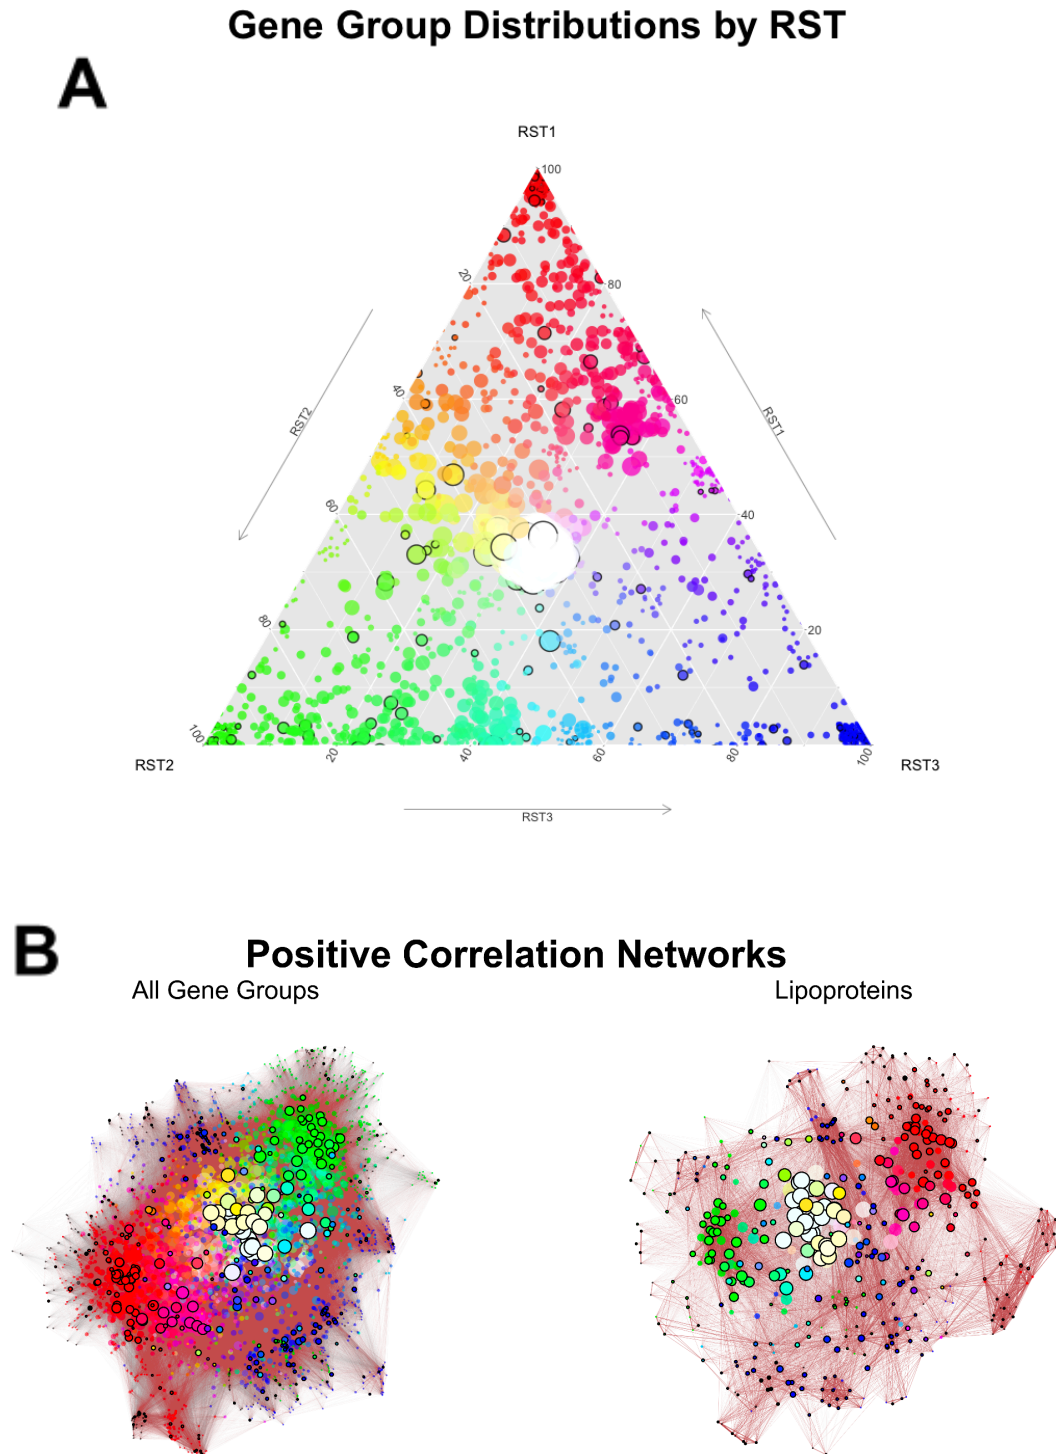 Gene Group Distributions by RST
A
RST1
100
20
80
40
60
RST2
RST1
60
40
80
20
100
20
40
60
80
100
RST2
RST3
RST3
B
Positive Correlation Networks
All Gene Groups
Lipoproteins